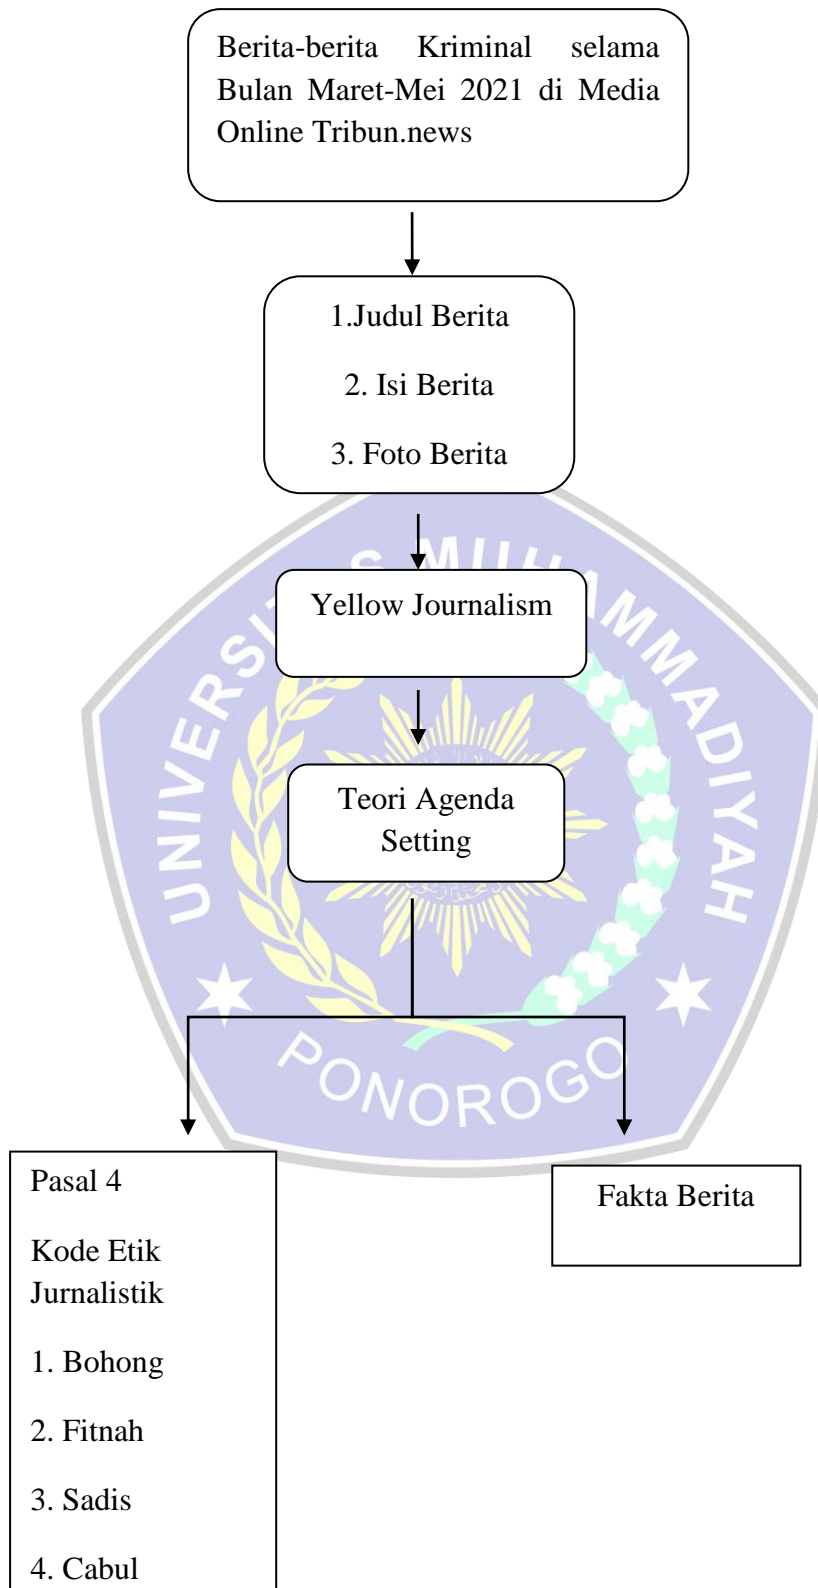 Berita-berita Kriminal selama
Bulan Maret-Mei 2021 di Media
Online Tribun.news
1.Judul Berita
2. Isi Berita
3. Foto Berita
Yellow Journalism
Teori Agenda
Setting
UNIVERSITAS MUHAMMADIYAH
PONOROGO
Pasal 4
Kode Etik
Jurnalistik
1. Bohong
2. Fitnah
3. Sadis
4. Cabul
Fakta Berita